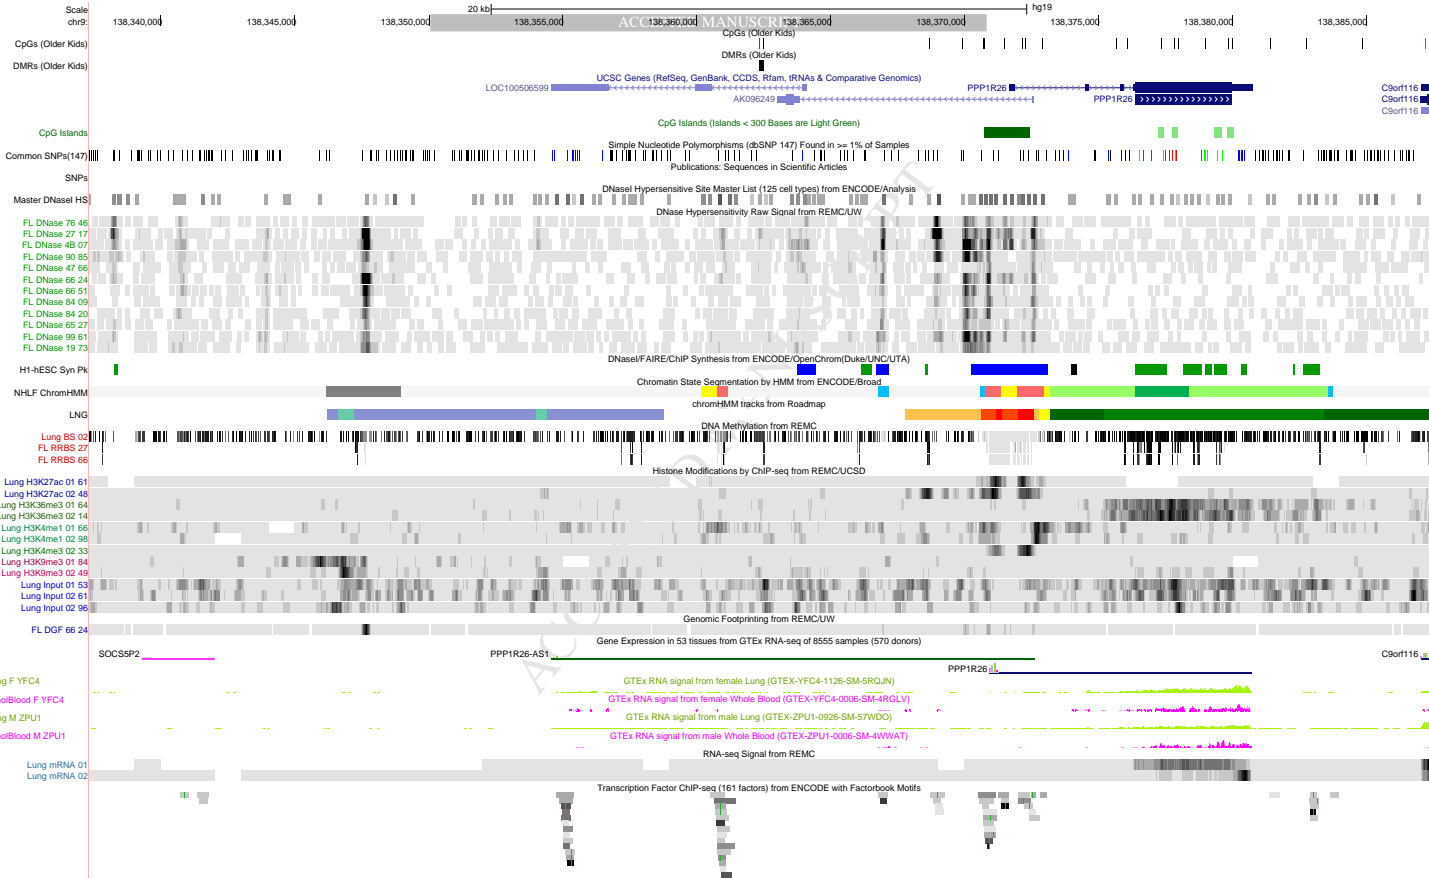 Scale 20 kb hg19
chr9: 138,340,000 138,345,000 138,350,000 138,355,000 138,360,000 138,365,000 138,370,000 138,375,000 138,380,000 138,385,000
ACCEPTED MANUSCRIPT
CpGs (Older Kids)
CpGs (Older Kids)
DMRs (Older Kids)
DMRs (Older Kids)
UCSC Genes (RefSeq, GenBank, CCDS, Rfam, tRNAs & Comparative Genomics)
LOC100506599 PPP1R26 C9orf116
AK096249 PPP1R26 C9orf116
C9orf116
CpG Islands (Islands < 300 Bases are Light Green)
CpG Islands
Simple Nucleotide Polymorphisms (dbSNP 147) Found in >= 1% of Samples
Common SNPs(147)
Publications: Sequences in Scientific Articles
SNPs
DNaseI Hypersensitive Site Master List (125 cell types) from ENCODE/Analysis
Master DNaseI HS
DNase Hypersensitivity Raw Signal from REMC/UW
FL DNase 76 46
FL DNase 27 17
FL DNase 4B 07
FL DNase 90 85
FL DNase 47 66
FL DNase 66 24
FL DNase 66 51
FL DNase 84 09
FL DNase 84 20
FL DNase 65 27
FL DNase 99 61
FL DNase 19 73
DNaseI/FAIRE/ChIP Synthesis from ENCODE/OpenChrom(Duke/UNC/UTA)
H1-hESC Syn Pk
Chromatin State Segmentation by HMM from ENCODE/Broad
NHLF ChromHMM
chromHMM tracks from Roadmap
LNG
DNA Methylation from REMC
Lung BS 02
FL RRBS 27
FL RRBS 66
Histone Modifications by ChIP-seq from REMC/UCSD
Lung H3K27ac 01 61
Lung H3K27ac 02 48
Lung H3K36me3 01 64
Lung H3K36me3 02 14
Lung H3K4me1 01 66
Lung H3K4me1 02 98
Lung H3K4me3 02 33
Lung H3K9me3 01 84
Lung H3K9me3 02 49
Lung Input 01 53
Lung Input 02 61
Lung Input 02 96
Genomic Footprinting from REMC/UW
FL DGF 66 24
Gene Expression in 53 tissues from GTEx RNA-seq of 8555 samples (570 donors)
SOCS5P2 PPP1R26-AS1 C9orf116
PPP1R26
ng F YFC4 GTEx RNA signal from female Lung (GTEX-YFC4-1126-SM-5RQJN)
olBlood F YFC4 GTEx RNA signal from female Whole Blood (GTEX-YFC4-0006-SM-4RGLV)
ng M ZPU1 GTEx RNA signal from male Lung (GTEX-ZPU1-0926-SM-57WDO)
olBlood M ZPU1 GTEx RNA signal from male Whole Blood (GTEX-ZPU1-0006-SM-4WWAT)
RNA-seq Signal from REMC
Lung mRNA 01
Lung mRNA 02
Transcription Factor ChIP-seq (161 factors) from ENCODE with Factorbook Motifs
ACCEPTED MANUSCRIPT